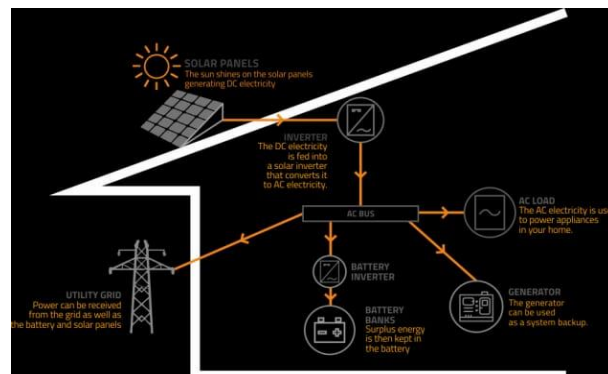 SOLAR PANELS
The sun shines on the solar panels
generating DC electricity
INVERTER
The DC electricity
is fed into
a solar inverter
that converts it
to AC electricity.
AC BUS
AC LOAD
The AC electricity is use
to power appliances
in your home.
BATTERY
INVERTER
UTILITY GRID
Power can be received
from the grid as well as
the battery and solar panels
BATTERY
BANKS
Surplus energy
is then kept in
the battery
GENERATOR
The generator
can be used
as a system backup.